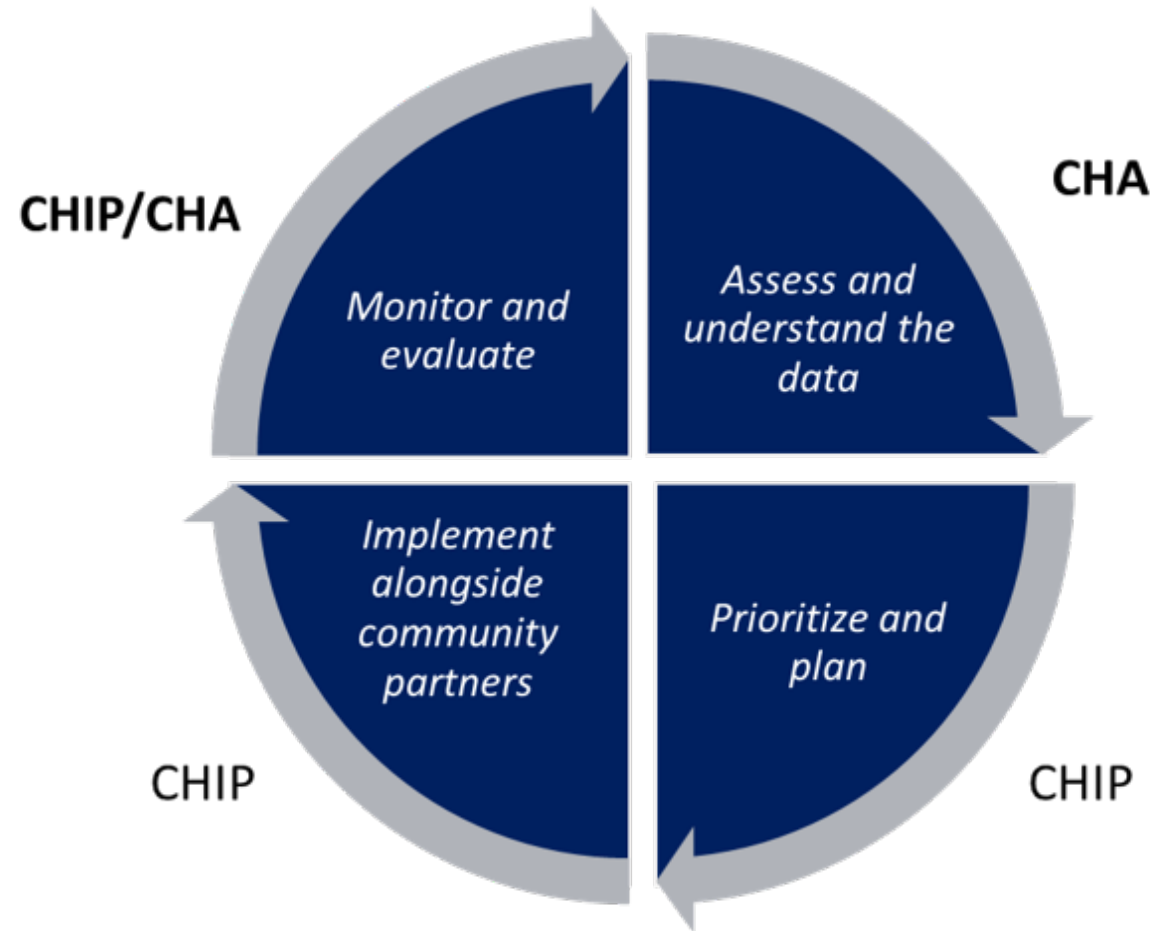 CHIP/CHA
Monitor and
evaluate
CHA
Assess and
understand the
data
Implement
alongside
community
partners
CHIP
Prioritize and
plan
CHIP